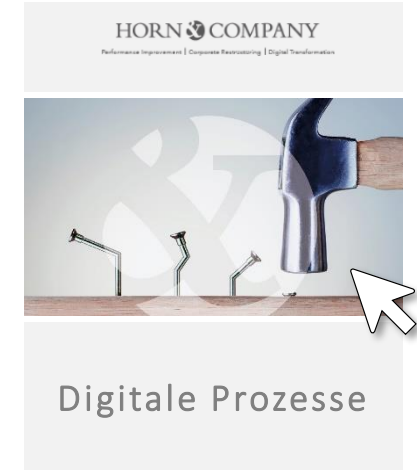 HORN & COMPANY
Performance Improvement | Corporate Restructuring | Digital Transformation
&
Digitale Prozesse